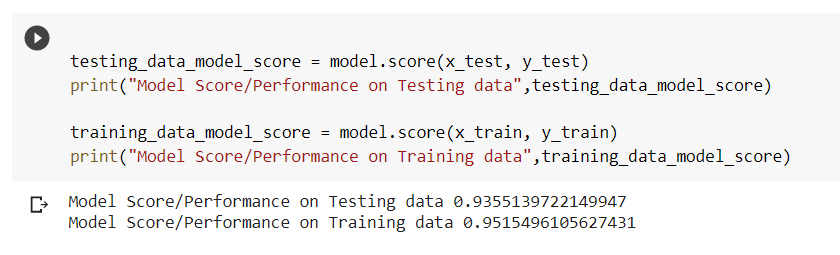 testing_data_model_score = model.score(x_test, y_test)
print("Model Score/Performance on Testing data",testing_data_model_score)
training_data_model_score = model.score(x_train, y_train)
print("Model Score/Performance on Training data",training_data_model_score)
Model Score/Performance on Testing data 0.9355139722149947
Model Score/Performance on Training data 0.9515496105627431